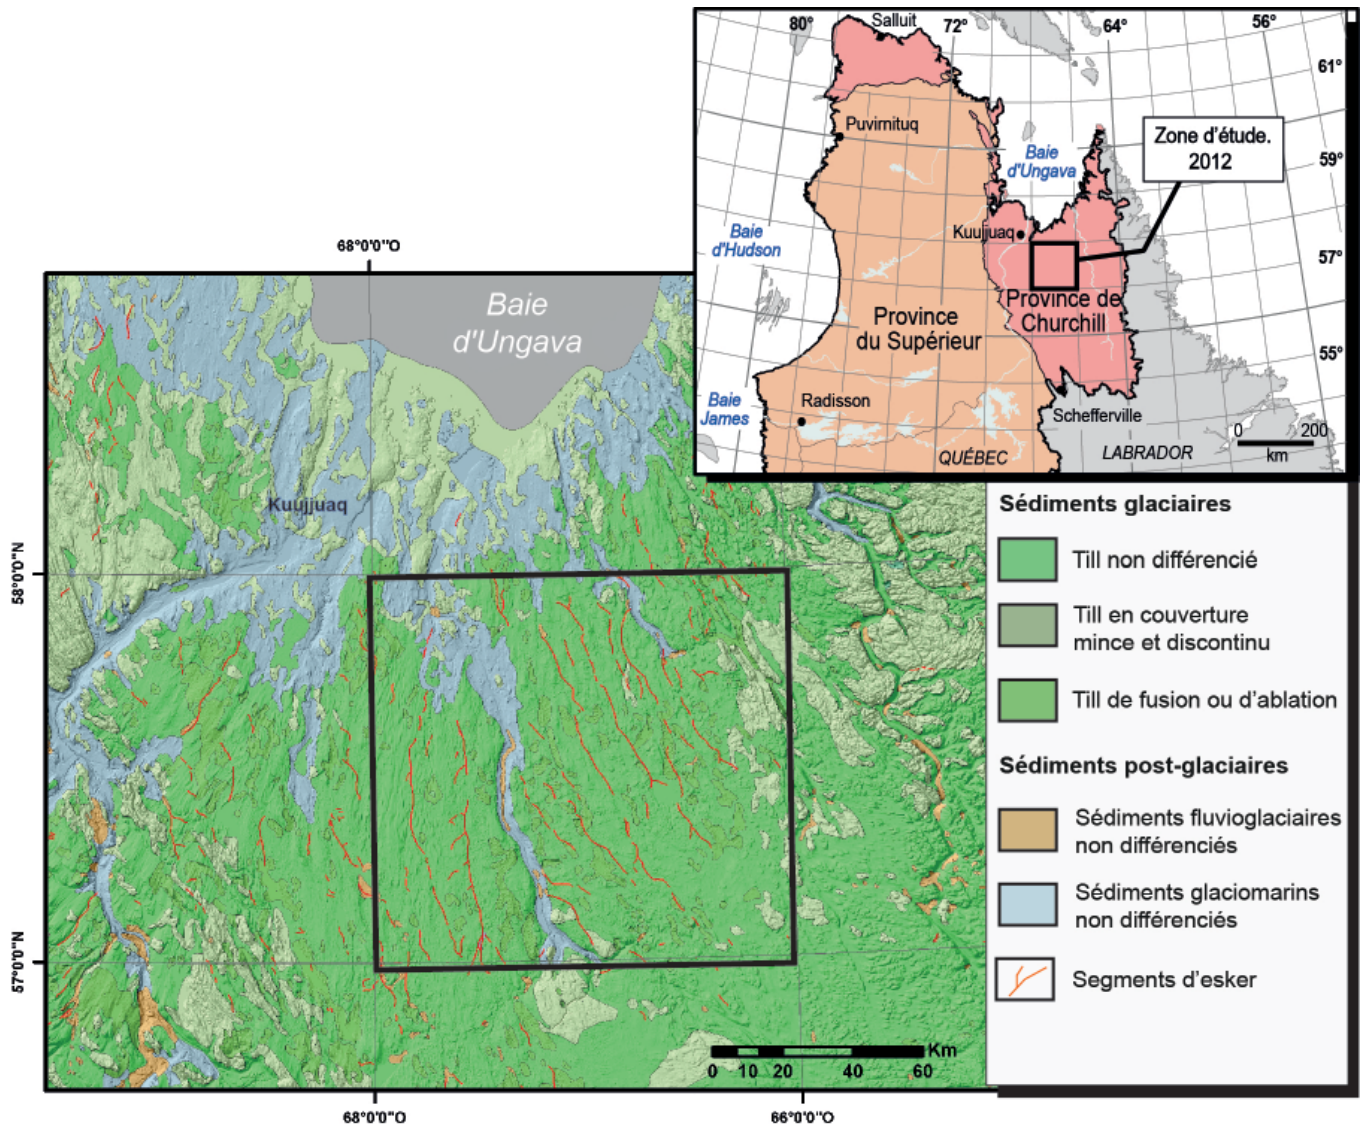 80°
Salluit
72°
64°
56°
61°
Puvirnituq
Zone d'étude.
2012
59°
Baie
d'Ungava
Baie
d'Hudson
Kuujjuaq
57°
Province de
Churchill
Province
du Supérieur
55°
Baie
James
Radisson
Schefferville
0 200
km
QUÉBEC
LABRADOR
68°0'0"O
Baie
d'Ungava
Kuujjuaq
58°0'0"N
57°0'0"N
Km
0 10 20 40 60
68°0'0"O
66°0'0"O
Sédiments glaciaires
Till non différencié
Till en couverture
mince et discontinu
Till de fusion ou d'ablation
Sédiments post-glaciaires
Sédiments fluvioglaciaires
non différenciés
Sédiments glaciomarins
non différenciés
Segments d'esker